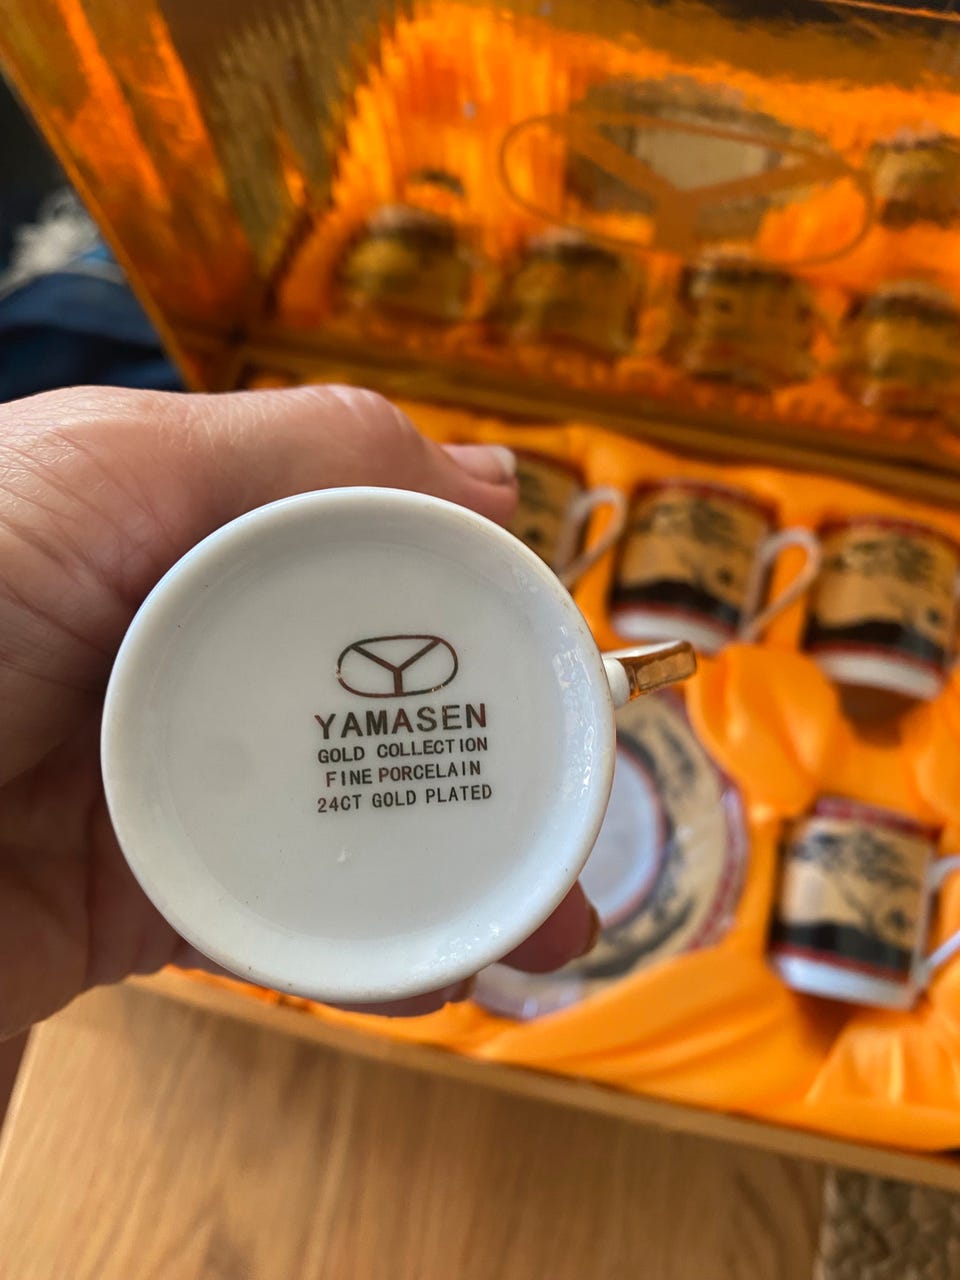 YAMASEN
GOLD COLLECTION
FINE PORCELAIN
24CT GOLD PLATED